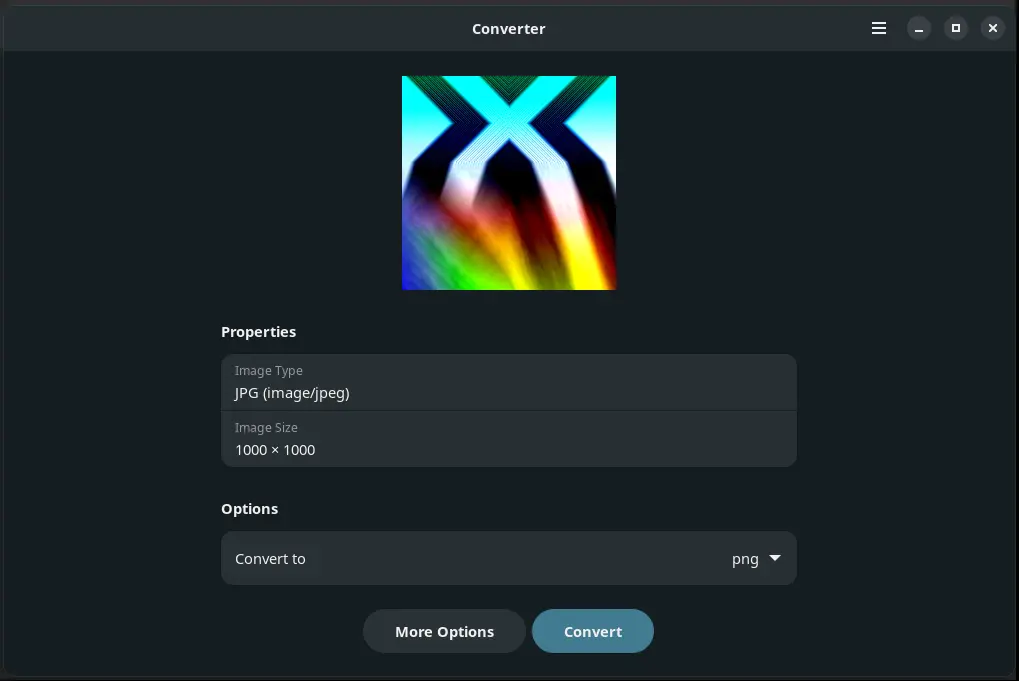 Converter
Properties
Image Type
JPG (image/jpeg)
Image Size
1000 × 1000
Options
Convert to png
More Options Convert